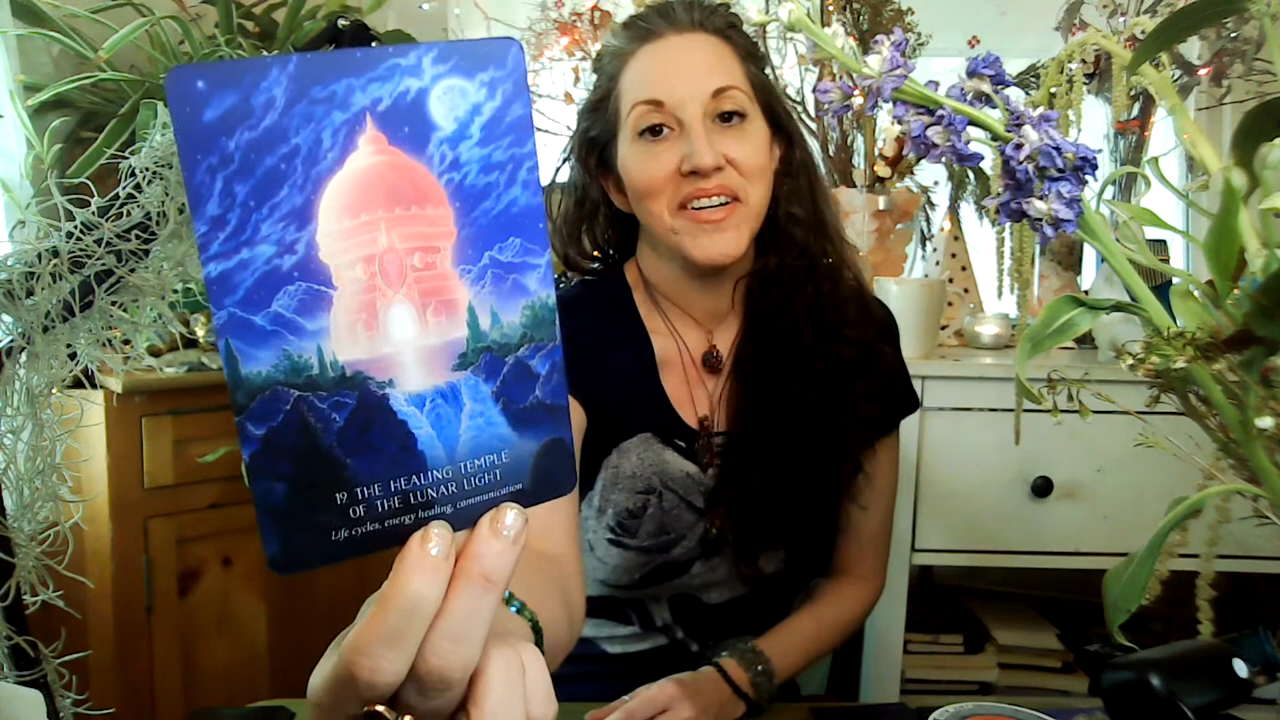 19 THE HEALING TEMPLE
OF THE LUNAR LIGHT
Life cycles, energy healing, communication